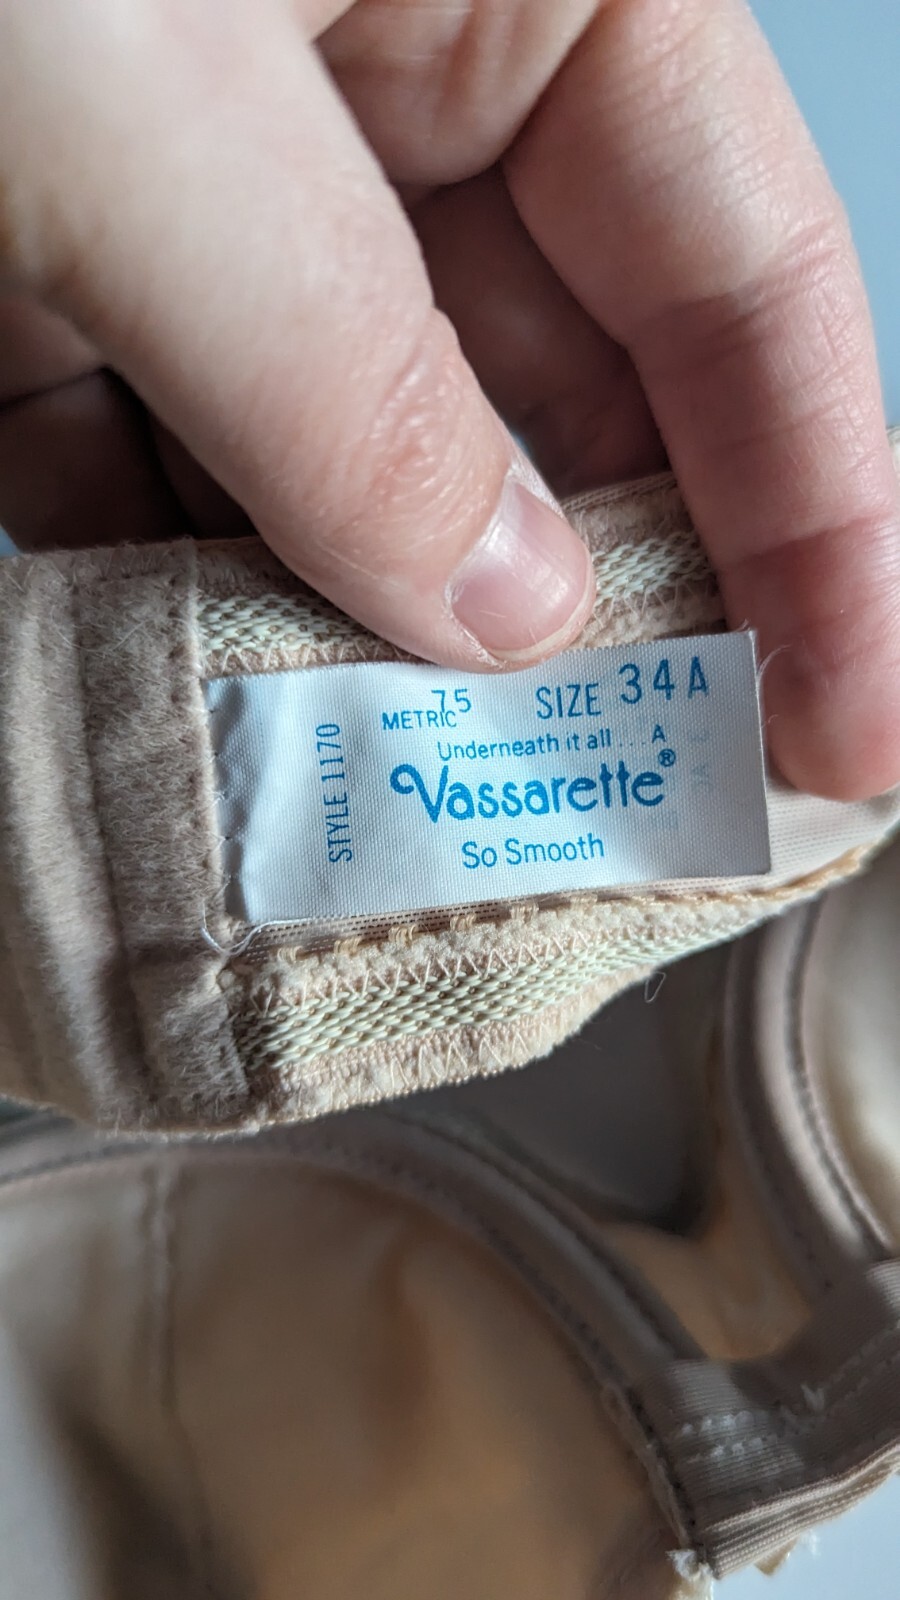 METRIC 75 SIZE 34A
Underneath it all... A
Vassarette®
So Smooth
STYLE 1170